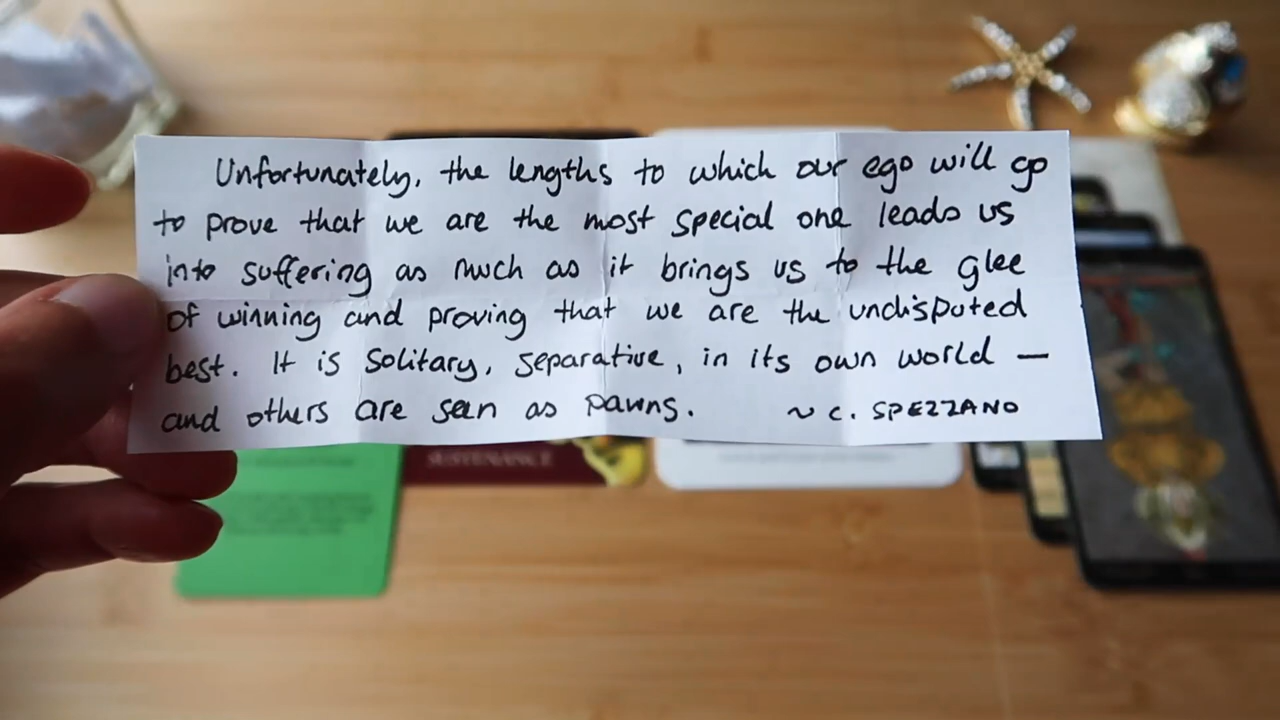 Unfortunately, the lengths to which our ego will go
to prove that we are the most special one leads us
into suffering as much as it brings us to the glee
of winning and proving that we are the undisputed
best. It is solitary, separative, in its own world —
and others are seen as pawns. ~ C. SPEZZANO
SUSTENANCE